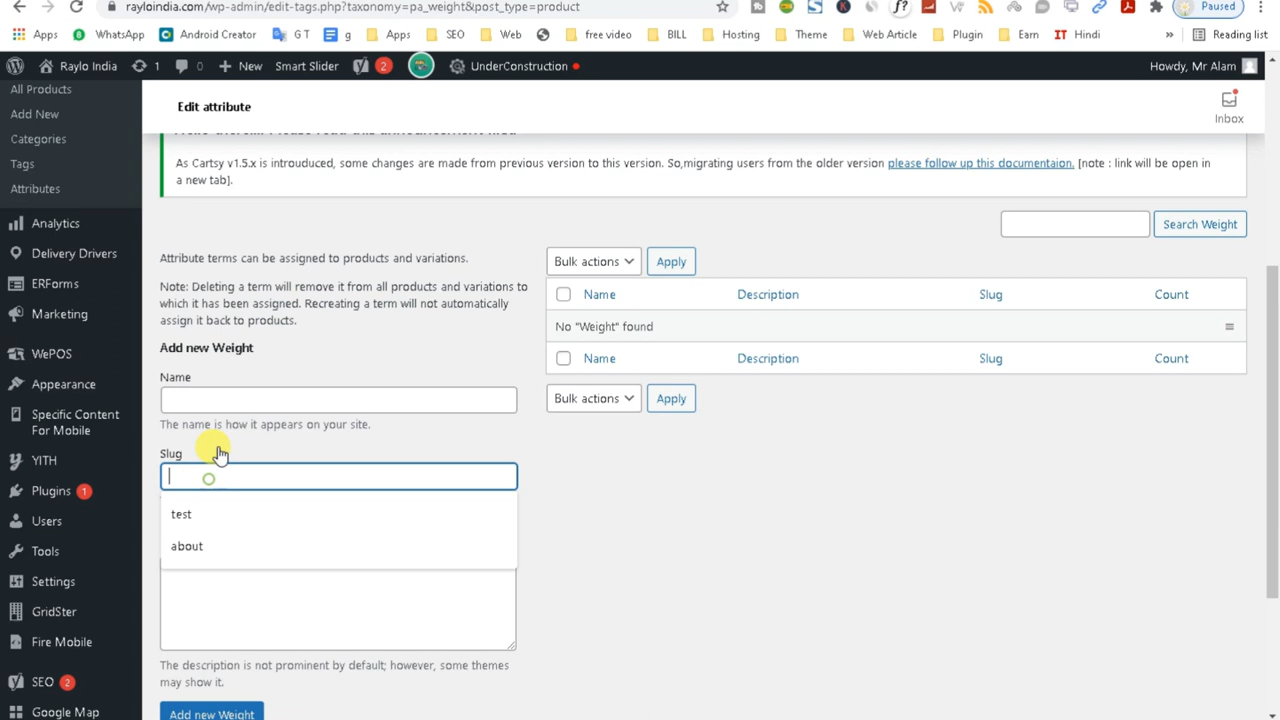 rayloindia.com/wp-admin/edit-tags.php?taxonomy=pa_weight&post_type=product
Paused
Apps
WhatsApp
Android Creator
G T
g
Apps
SEO
Web
free video
BILL
Hosting
Theme
Web Article
Plugin
Earn
IT Hindi
»
Reading list
Raylo India
1
0
New
Smart Slider
2
UnderConstruction
Howdy, Mr Alam
All Products
Add New
Categories
Tags
Attributes
Analytics
Delivery Drivers
ERForms
Marketing
WePOS
Appearance
Specific Content
For Mobile
YITH
Plugins 1
Users
Tools
Settings
GridSter
Fire Mobile
SEO 2
Google Map
Edit attribute
Inbox
As Cartsy v1.5.x is introuduced, some changes are made from previous version to this version. So,migrating users from the older version please follow up this documentaion. [note : link will be open in
a new tab].
Search Weight
Attribute terms can be assigned to products and variations.
Note: Deleting a term will remove it from all products and variations to
which it has been assigned. Recreating a term will not automatically
assign it back to products.
Add new Weight
Name
The name is how it appears on your site.
Slug
test
about
The description is not prominent by default; however, some themes
may show it.
Add new Weight
Bulk actions
Apply
Name Description Slug Count
No "Weight" found
Name Description Slug Count
Bulk actions
Apply